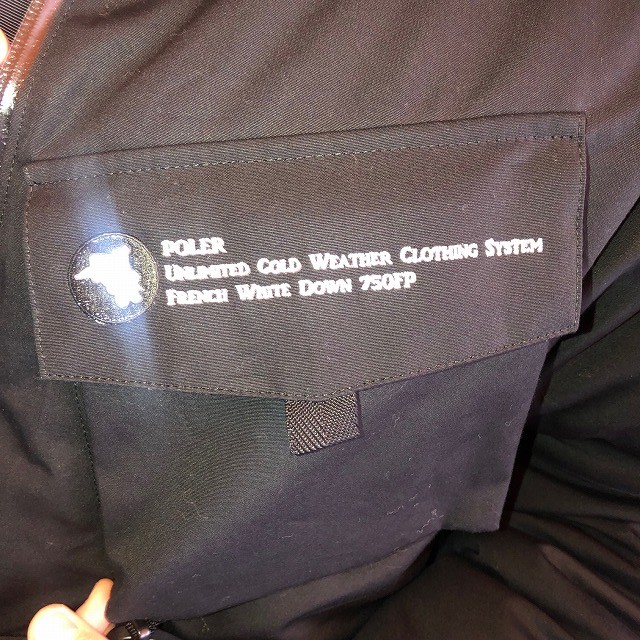 POLER
UNLIMITED COLD WEATHER CLOTHING SYSTEM
FRENCH WHITE DOWN 750FP